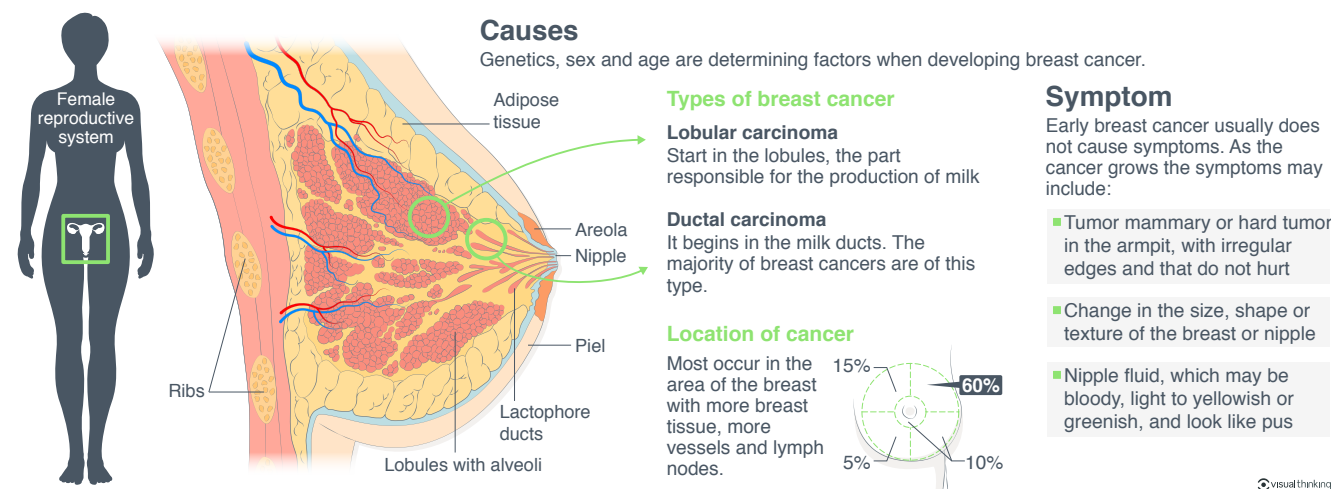 Female
reproductive
system
Ribs
Causes
Genetics, sex and age are determining factors when developing breast cancer.
Adipose
tissue
Areola
Nipple
Piel
Lactophore
ducts
Lobules with alveoli
Types of breast cancer
Lobular carcinoma
Start in the lobules, the part
responsible for the production of milk
Ductal carcinoma
It begins in the milk ducts. The
majority of breast cancers are of this
type.
Location of cancer
Most occur in the
area of the breast
with more breast
tissue, more
vessels and lymph
nodes.
15%
60%
5%
10%
Symptom
Early breast cancer usually does
not cause symptoms. As the
cancer grows the symptoms may
include:
Tumor mammary or hard tumor
in the armpit, with irregular
edges and that do not hurt
Change in the size, shape or
texture of the breast or nipple
Nipple fluid, which may be
bloody, light to yellowish or
greenish, and look like pus
visualthinking